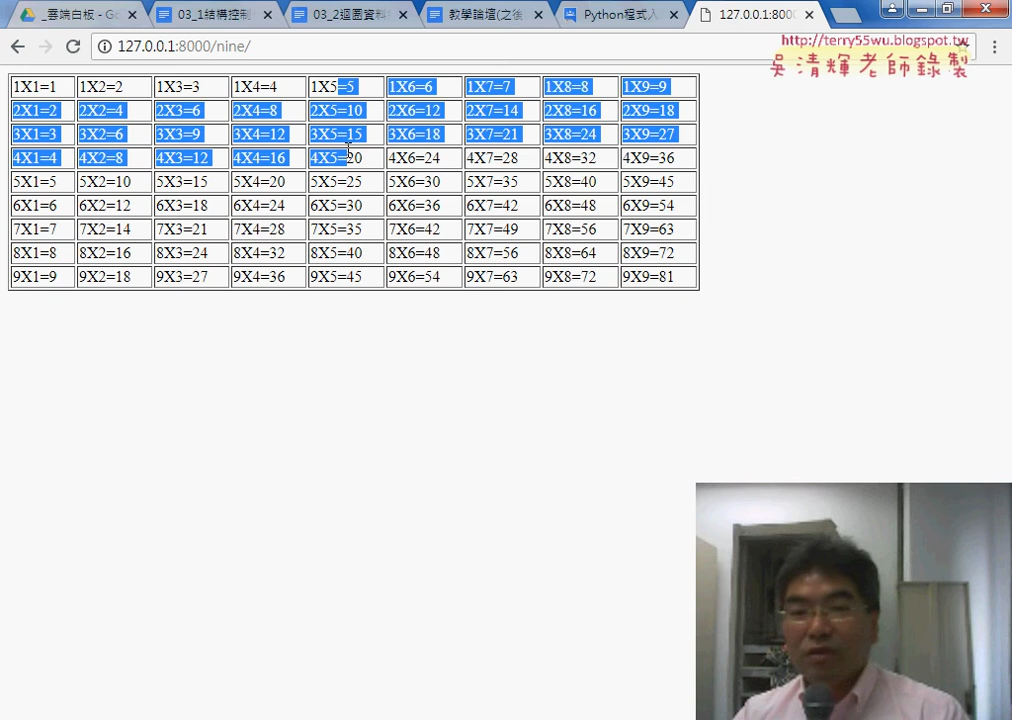 _雲端白板 - Go
03_1結構控制
03_2迴圈資料
教學論壇(之後
Python程式入
127.0.0.1:8000
127.0.0.1:8000/nine/
http://terry55wu.blogspot.tw
吳清輝老師錄製
1X1=1 1X2=2 1X3=3 1X4=4 1X5=5 1X6=6 1X7=7 1X8=8 1X9=9
2X1=2 2X2=4 2X3=6 2X4=8 2X5=10 2X6=12 2X7=14 2X8=16 2X9=18
3X1=3 3X2=6 3X3=9 3X4=12 3X5=15 3X6=18 3X7=21 3X8=24 3X9=27
4X1=4 4X2=8 4X3=12 4X4=16 4X5=20 4X6=24 4X7=28 4X8=32 4X9=36
5X1=5 5X2=10 5X3=15 5X4=20 5X5=25 5X6=30 5X7=35 5X8=40 5X9=45
6X1=6 6X2=12 6X3=18 6X4=24 6X5=30 6X6=36 6X7=42 6X8=48 6X9=54
7X1=7 7X2=14 7X3=21 7X4=28 7X5=35 7X6=42 7X7=49 7X8=56 7X9=63
8X1=8 8X2=16 8X3=24 8X4=32 8X5=40 8X6=48 8X7=56 8X8=64 8X9=72
9X1=9 9X2=18 9X3=27 9X4=36 9X5=45 9X6=54 9X7=63 9X8=72 9X9=81